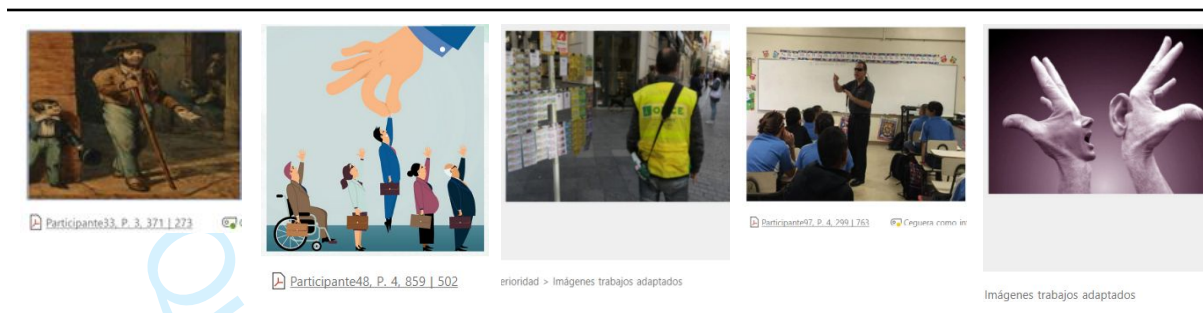 ONCE
Participante33, P. 3, 371 | 273
Participante48, P. 4, 859 | 502
erioridad > Imágenes trabajos adaptados
Participante97, P. 4, 299 | 763
Ceguera como in
Imágenes trabajos adaptados